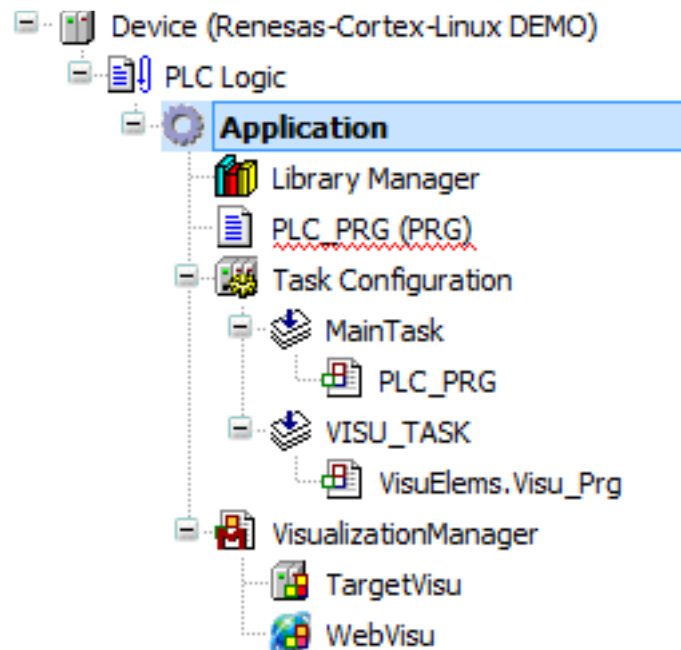 Device (Renesas-Cortex-Linux DEMO)
PLC Logic
Application
Library Manager
PLC_PRG (PRG)
Task Configuration
MainTask
PLC_PRG
VISU_TASK
VisuElems.Visu_Prg
VisualizationManager
TargetVisu
WebVisu